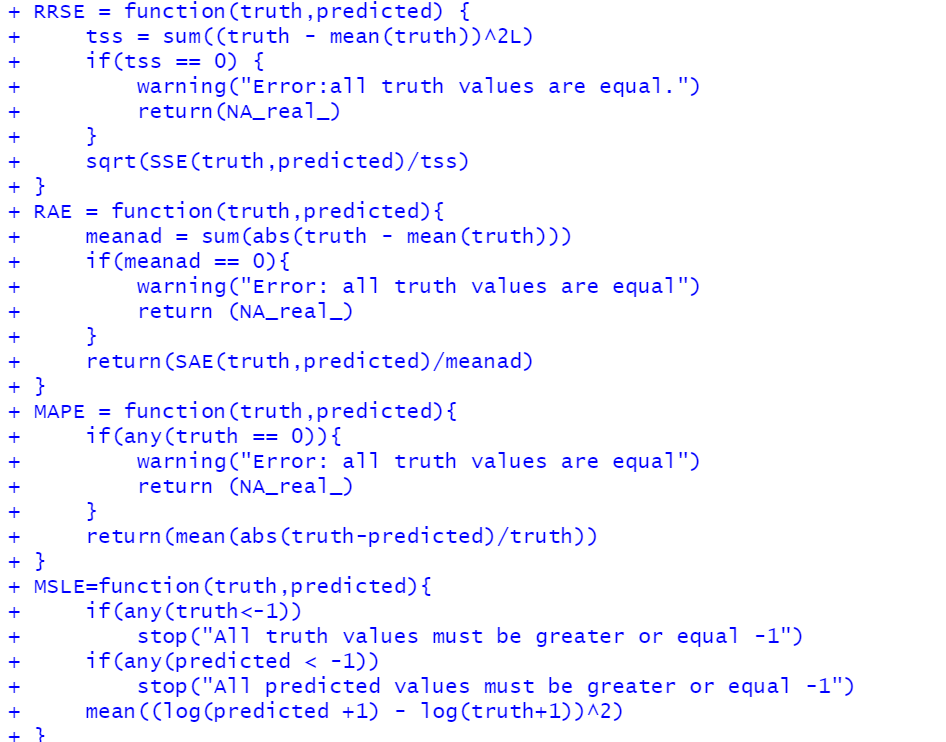 + RRSE = function(truth,predicted) {
+     tss = sum((truth - mean(truth))^2L)
+     if(tss == 0) {
+         warning("Error:all truth values are equal.")
+         return(NA_real_)
+     }
+     sqrt(SSE(truth,predicted)/tss)
+ }
+ RAE = function(truth,predicted){
+     meanad = sum(abs(truth - mean(truth)))
+     if(meanad == 0){
+         warning("Error: all truth values are equal")
+         return (NA_real_)
+     }
+     return(SAE(truth,predicted)/meanad)
+ }
+ MAPE = function(truth,predicted){
+     if(any(truth == 0)){
+         warning("Error: all truth values are equal")
+         return (NA_real_)
+     }
+     return(mean(abs(truth-predicted)/truth))
+ }
+ MSLE=function(truth,predicted){
+     if(any(truth<-1))
+         stop("All truth values must be greater or equal -1")
+     if(any(predicted < -1))
+         stop("All predicted values must be greater or equal -1")
+     mean((log(predicted +1) - log(truth+1))^2)
+ }